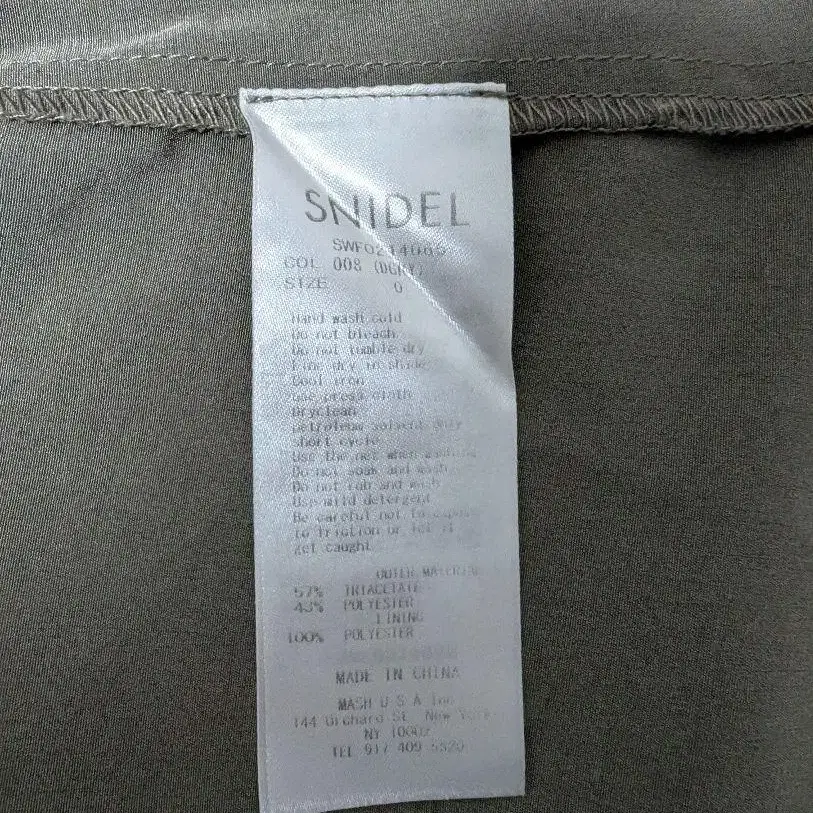 SNIDEL
SWFO214065
COL 008 (DGRY)
SIZE 0
Hand wash cold
Do not bleach
Do not tumble dry
Line dry in shade
Cool iron
use press cloth
Dryclean
petroleum solvent only
short cycle
Use the net when washing
Do not soak and wash
Do not rub and wash
Use mild detergent
Be careful not to expose
to friction or let it
get caught
OUTER MATERIAL
57% TRIACETATE
43% POLYESTER
LINING
100% POLYESTER
MADE IN CHINA
MASH U S A Inc
144 Orchard St New York
NY
TEL 917 409 5320